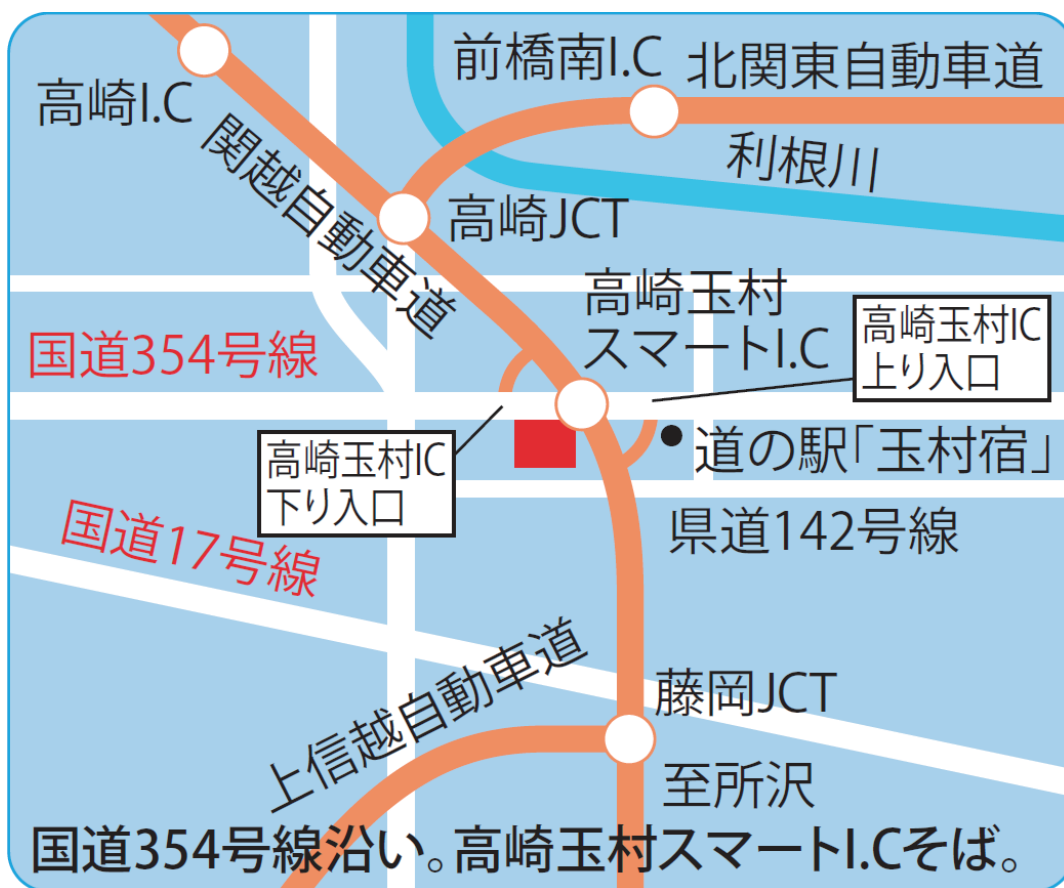 前橋南I.C
北関東自動車道
高崎I.C
関越自動車道
利根川
高崎JCT
高崎玉村
スマートI.C
高崎玉村IC
上り入口
国道354号線
高崎玉村IC
下り入口
道の駅「玉村宿」
国道17号線
県道142号線
上信越自動車道
藤岡JCT
至所沢
国道354号線沿い。高崎玉村スマートI.Cそば。